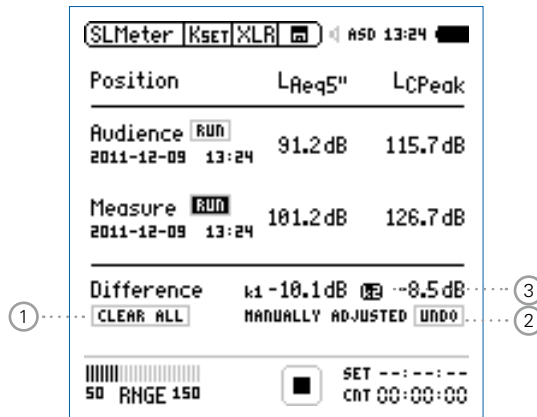 SLMeter KSET XLR ASD 13:24
Position LAeq5" LCPeak
Audience RUN 91.2dB 115.7dB
2011-12-09 13:24
Measure RUN 101.2dB 126.7dB
2011-12-09 13:24
Difference k1 -10.1dB k2 -8.5dB 3
1 CLEAR ALL MANUALLY ADJUSTED UNDO 2
SET --:--:--
50 RNGE 150 CNT 00:00:00